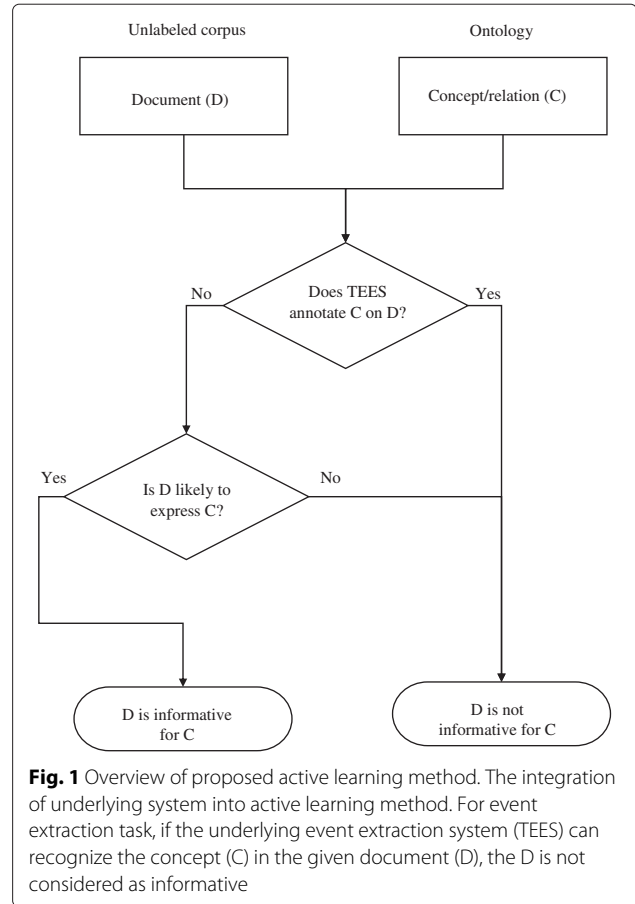 Unlabeled corpus
Ontology
Document (D)
Concept/relation (C)
Does TEES
annotate C on D?
No
Yes
Is D likely to
express C?
Yes
No
D is informative
for C
D is not
informative for C
Fig. 1 Overview of proposed active learning method. The integration
of underlying system into active learning method. For event
extraction task, if the underlying event extraction system (TEES) can
recognize the concept (C) in the given document (D), the D is not
considered as informative